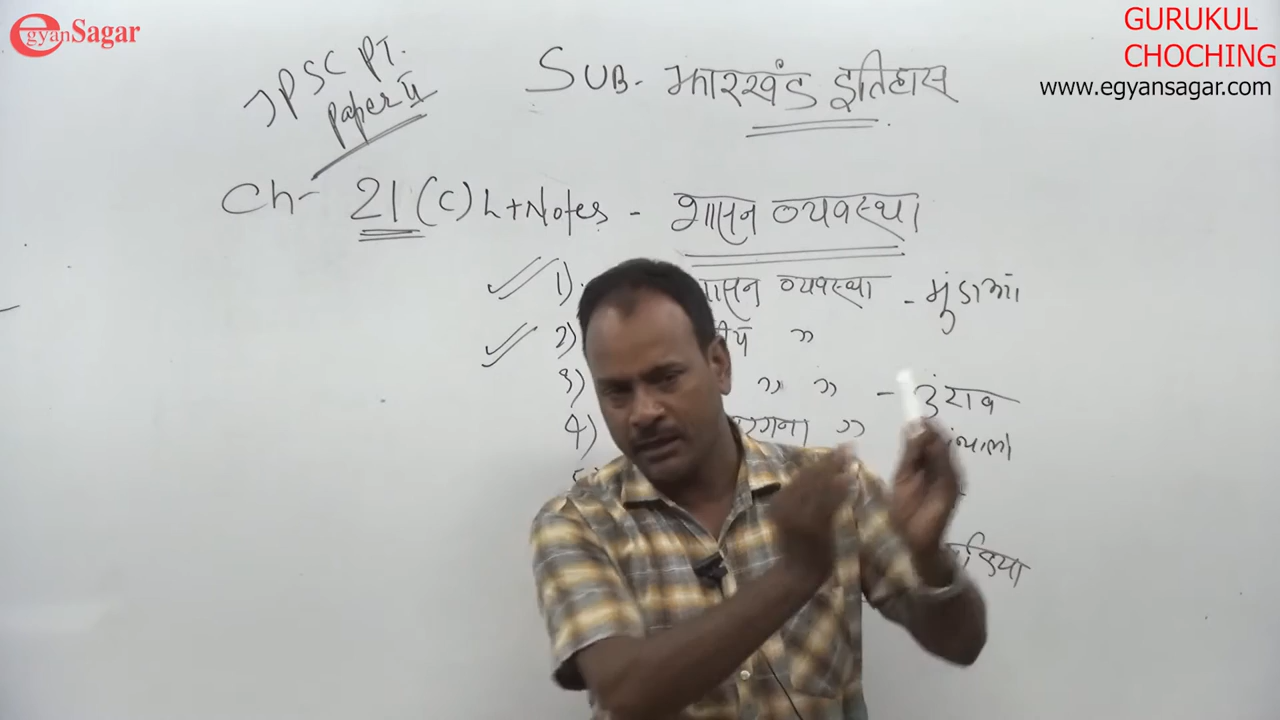 egyanSagar
GURUKUL
CHOCHING
www.egyansagar.com
JPSC PT.
Paper II
SUB- झारखंड इतिहास
Ch- 21 (C) L+Notes - शासन व्यवस्था
1) शासन व्यवस्था - मुंडाओं
2) " 
3) " " - उंराव
4) "